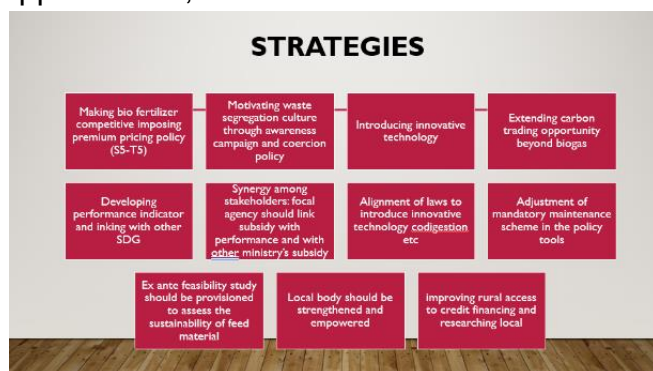 STRATEGIES
Making bio fertilizer
competitive imposing
premium pricing policy
(S5-T5)
Motivating waste
segregation culture
through awareness
campaign and coercion
policy
Introducing innovative
technology
Extending carbon
trading opportunity
beyond biogas
Developing
performance indicator
and inking with other
SDG
Synergy among
stakeholders: focal
agency should link
subsidy with
performance and with
other ministry's subsidy
Alignment of laws to
introduce innovative
technology codigestion
etc
Adjustment of
mandatory maintenance
scheme in the policy
tools
Ex ante feasibility study
should be provisioned
to assess the
sustainability of feed
material
Local body should be
strengthened and
empowered
Improving rural access
to credit financing and
researching local